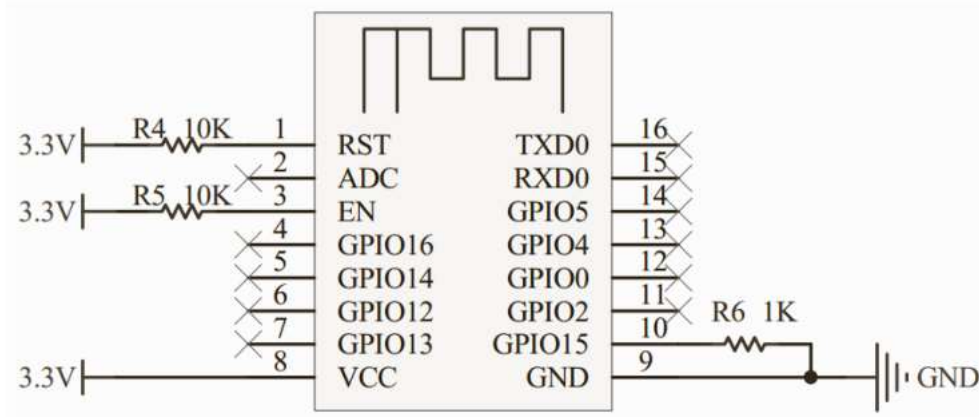 3.3V R4 10K 1 RST TXD0 16
2 ADC RXD0 15
3.3V R5 10K 3 EN GPIO5 14
4 GPIO16 GPIO4 13
5 GPIO14 GPIO0 12
6 GPIO12 GPIO2 11
7 GPIO13 GPIO15 10 R6 1K
3.3V 8 VCC GND 9 GND